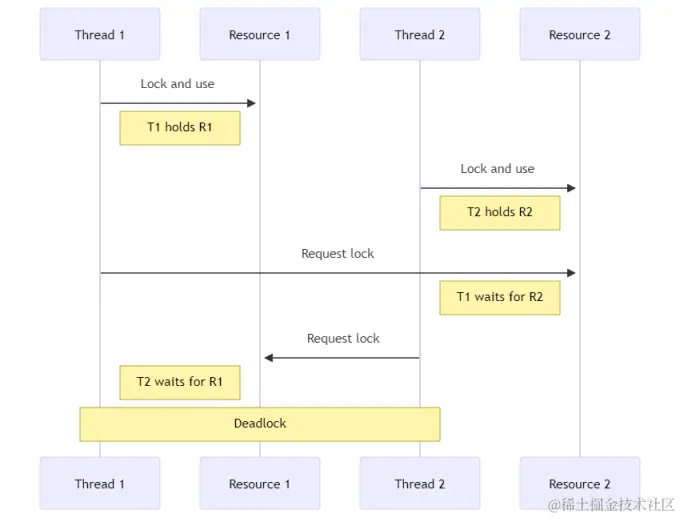 Thread 1
Resource 1
Thread 2
Resource 2
Lock and use
T1 holds R1
Lock and use
T2 holds R2
Request lock
T1 waits for R2
Request lock
T2 waits for R1
Deadlock
Thread 1
Resource 1
Thread 2
Resource 2
@稀土掘金技术社区